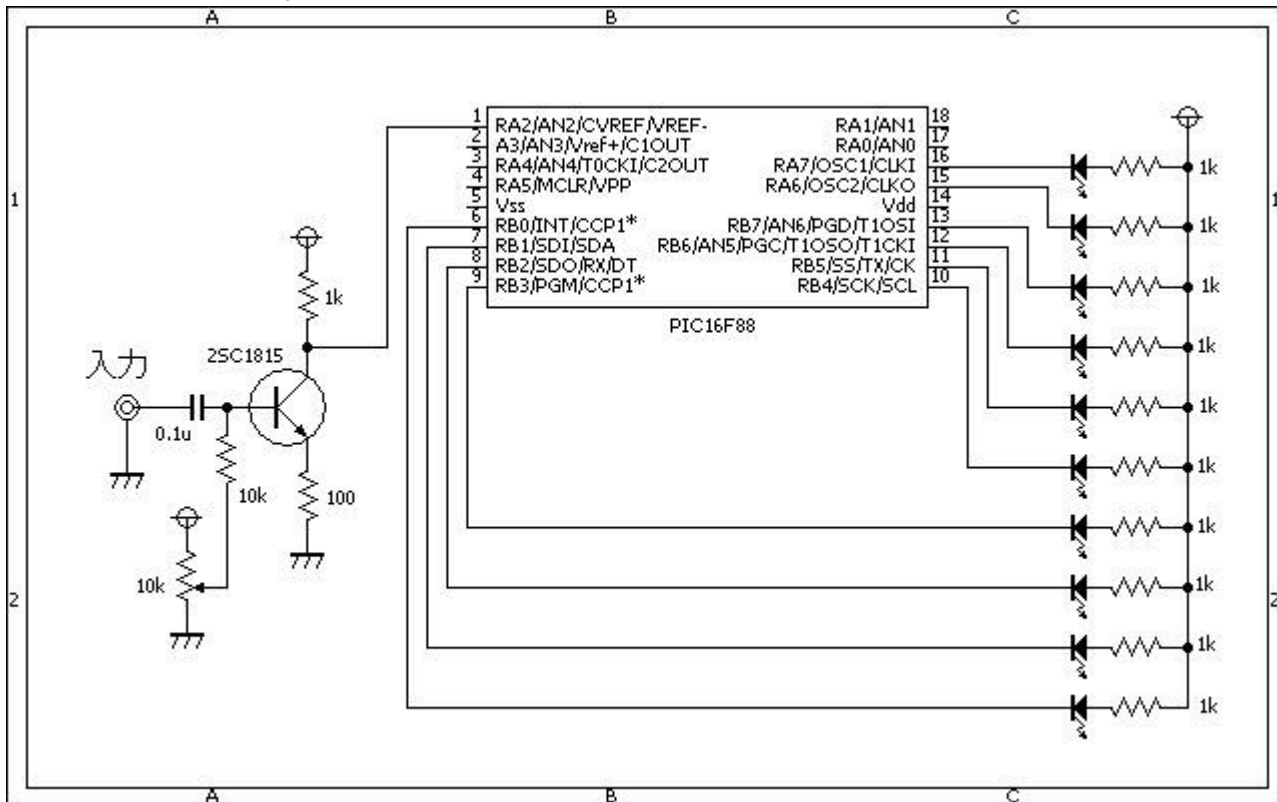 A B C
1 1
1 RA2/AN2/CVREF/VREF- RA1/AN1 18
2 A3/AN3/Vref+/C1OUT RA0/AN0 17
3 RA4/AN4/T0CKI/C2OUT RA7/OSC1/CLKI 16
4 RA5/MCLR/VPP RA6/OSC2/CLKO 15
5 Vss Vdd 14
6 RB0/INT/CCP1* RB7/AN6/PGD/T1OSI 13
7 RB1/SDI/SDA RB6/AN5/PGC/T1OSO/T1CKI 12
8 RB2/SDO/RX/DT RB5/SS/TX/CK 11
9 RB3/PGM/CCP1* RB4/SCK/SCL 10
PIC16F88
1k
2SC1815
入力
0.1u
10k
100
10k
1k
1k
1k
1k
1k
1k
1k
1k
1k
1k
2 2
A B C